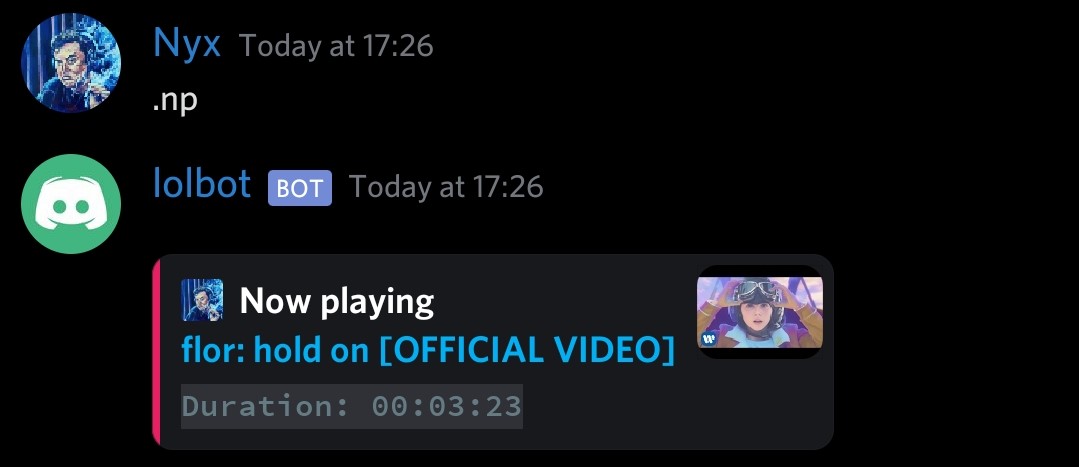 Nyx Today at 17:26
.np
lolbot BOT Today at 17:26
Now playing
flor: hold on [OFFICIAL VIDEO]
Duration: 00:03:23